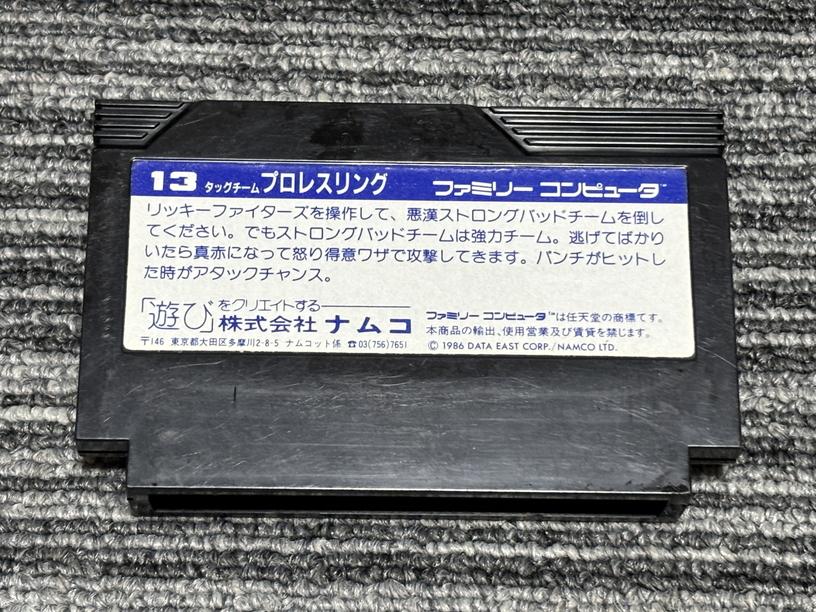 13 タッグチーム プロレスリング ファミリー コンピュータ™
リッキーファイターズを操作して、悪漢ストロングバッドチームを倒し
てください。でもストロングバッドチームは強力チーム。逃げてばかり
いたら真赤になって怒り得意ワザで攻撃してきます。パンチがヒットし
た時がアタックチャンス。
「遊び」をクリエイトする
株式会社 ナムコ
〒146 東京都大田区多摩川2-8-5 ナムコット係 ☎03(756)7651
ファミリー コンピュータ™は任天堂の商標です。
本商品の輸出、使用営業及び賃貸を禁じます。
© 1986 DATA EAST CORP./NAMCO LTD.